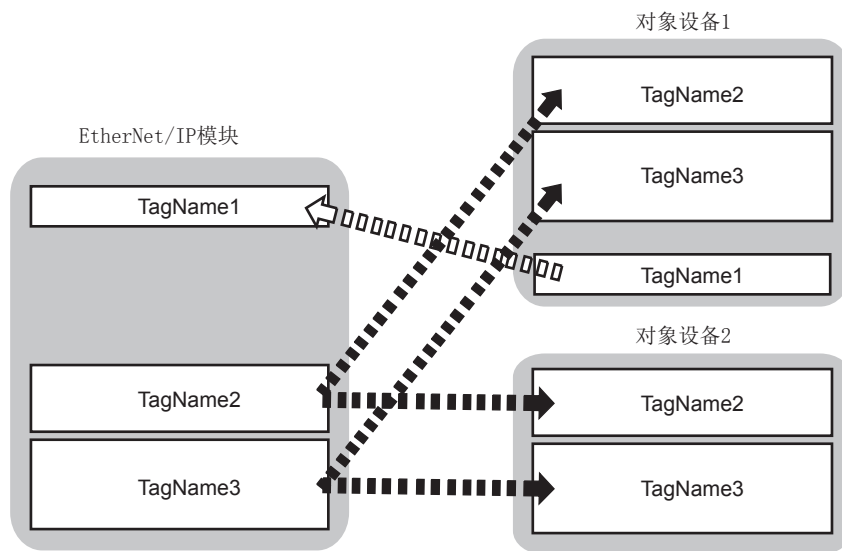 EtherNet/IP模块
TagName1
TagName2
TagName3
对象设备1
TagName2
TagName3
TagName1
对象设备2
TagName2
TagName3